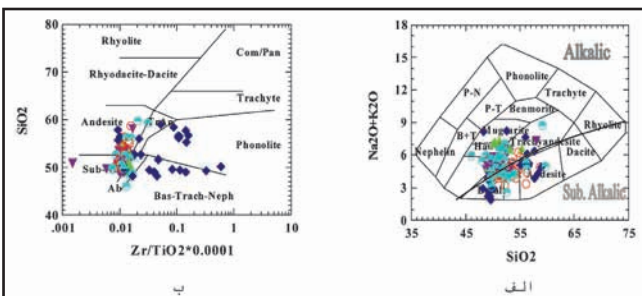 80
70
60
50
40
SiO2
.001
0.01
0.1
1
10
Zr/TiO2*0.0001
Rhyolite
Com/Pan
Rhyodacite-Dacite
Trachyte
Andesite
Phonolite
Sub
Ab
Bas-Trach-Neph
ب
18
15
12
9
6
3
0
Na2O+K2O
35
45
55
65
75
SiO2
Alkalic
Phonolite
P-N
Trachyte
P-T
Benmorite
Rhyolite
B+T
Nephelin
Trachyandesite
Dacite
Sub. Alkalic
الف